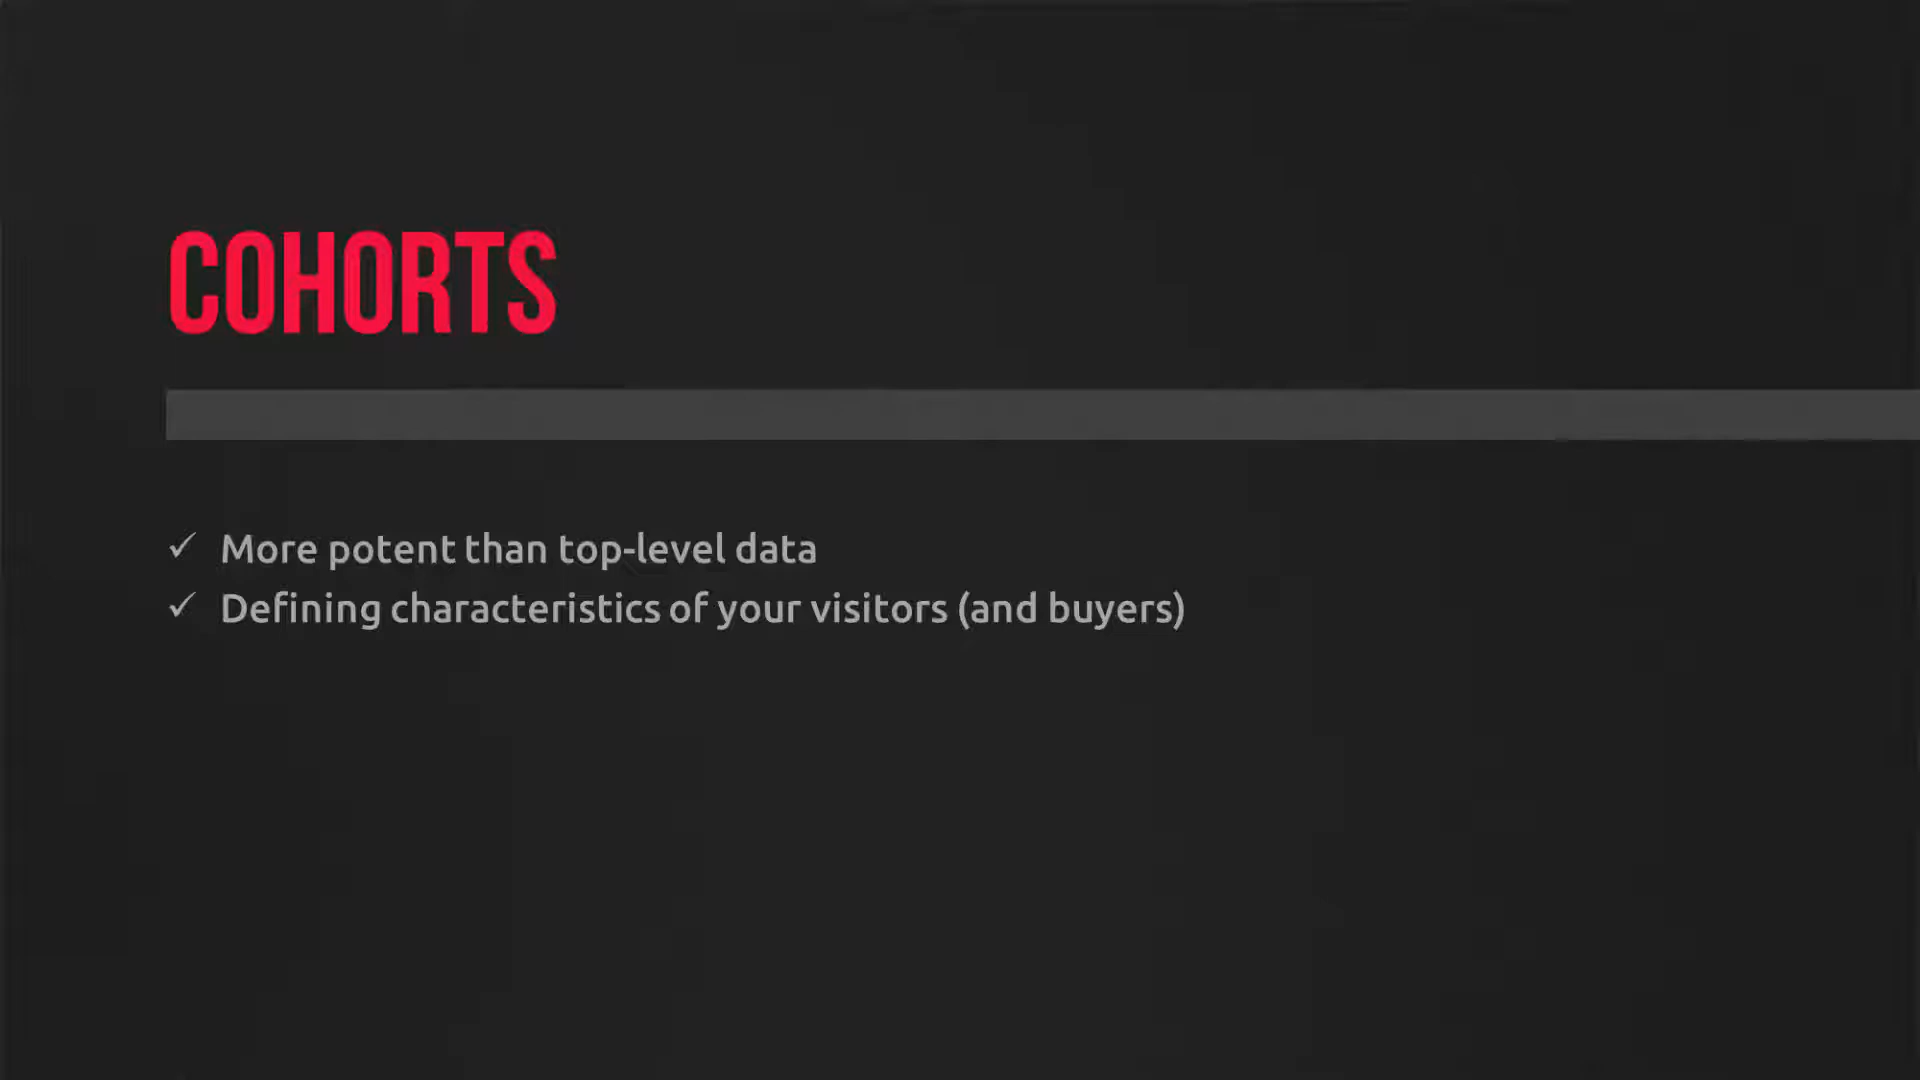 COHORTS
✓ More potent than top-level data
✓ Defining characteristics of your visitors (and buyers)